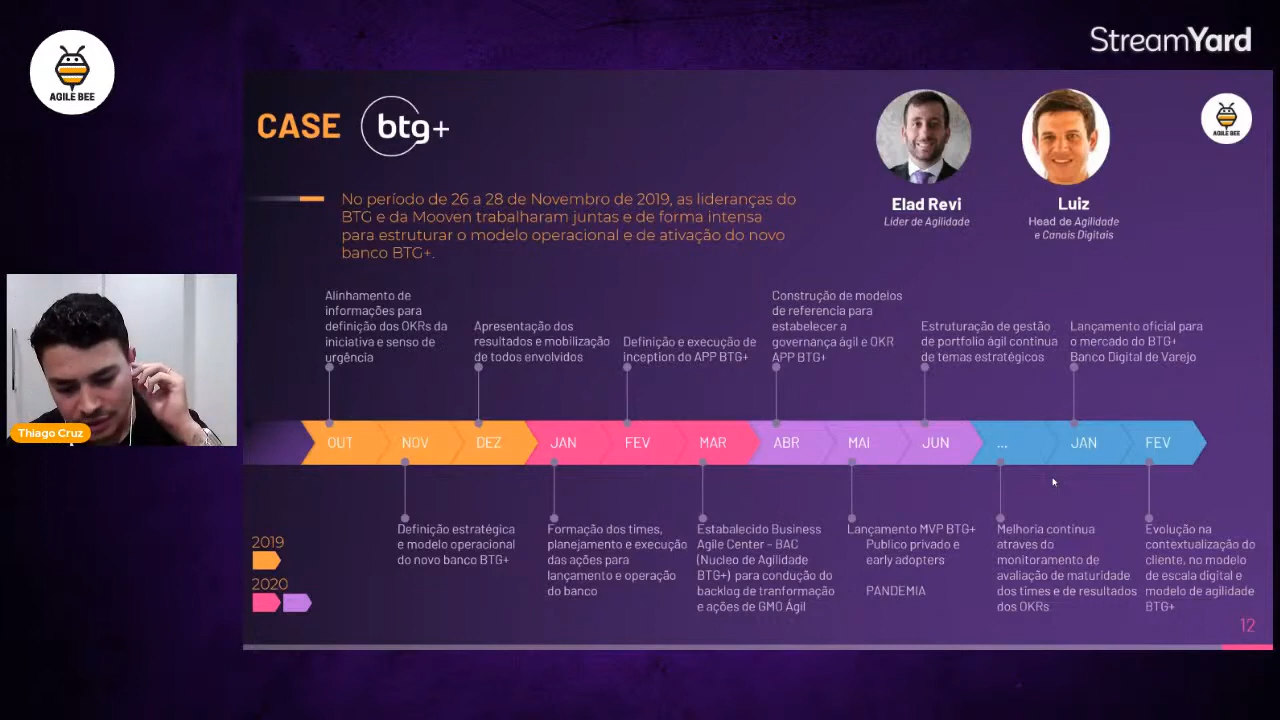 StreamYard
AGILE BEE
CASE btg+
AGILE BEE
Elad Revi
Líder de Agilidade
Luiz
Head de Agilidade
e Canais Digitais
No período de 26 a 28 de Novembro de 2019, as lideranças do
BTG e da Mooven trabalharam juntas e de forma intensa
para estruturar o modelo operacional e de ativação do novo
banco BTG+.
Alinhamento de
informações para
definição dos OKRs da
iniciativa e senso de
urgência
Apresentação dos
resultados e mobilização
de todos envolvidos
Definição e execução de
inception do APP BTG+
Construção de modelos
de referencia para
estabelecer a
governança ágil e OKR
APP BTG+
Estruturação de gestão
de portfolio ágil continua
de temas estratégicos
Lançamento oficial para
o mercado do BTG+
Banco Digital de Varejo
Thiago Cruz
OUT NOV DEZ JAN FEV MAR ABR MAI JUN ... JAN FEV
2019
2020
Definição estratégica
e modelo operacional
do novo banco BTG+
Formação dos times,
planejamento e execução
das ações para
lançamento e operação
do banco
Estabalecido Business
Agile Center - BAC
(Nucleo de Agilidade
BTG+) para condução do
backlog de tranformação
e ações de GMO Ágil
Lançamento MVP BTG+
Publico privado e
early adopters
PANDEMIA
Melhoria contínua
atraves do
monitoramento de
avaliação de maturidade
dos times e de resultados
dos OKRs
Evolução na
contextualização do
cliente, no modelo
de escala digital e
modelo de agilidade
BTG+
12